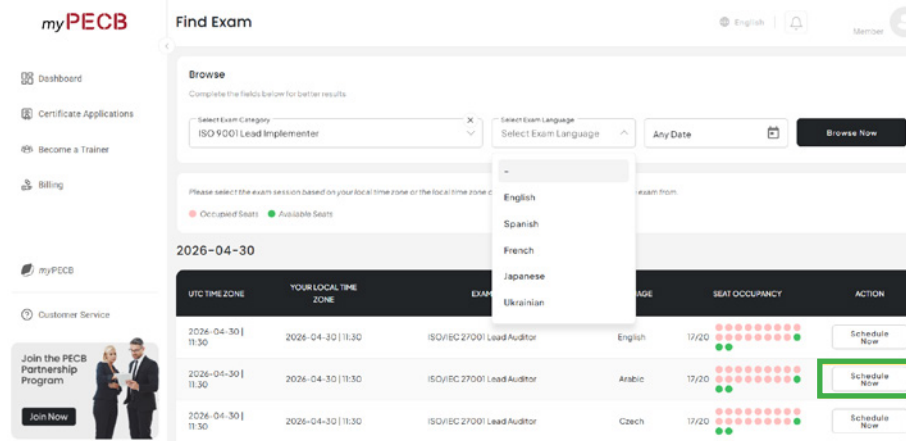 myPECB
Find Exam
English
Member
Dashboard
Certificate Applications
Become a Trainer
Billing
myPECB
Customer Service
Join the PECB
Partnership
Program
Join Now
Browse
Complete the fields below for better results
Select Exam Category
ISO 9001 Lead Implementer
Select Exam Language
Select Exam Language
Any Date
Browse Now
-
English
Spanish
French
Japanese
Ukrainian
Please select the exam session based on your local time zone or the local time zone
exam from.
Occupied Seats Available Seats
2026-04-30
UTC TIME ZONE YOUR LOCAL TIME ZONE EXAM SEAT OCCUPANCY ACTION
2026-04-30 | 11:30 2026-04-30 | 11:30 ISO/IEC 27001 Lead Auditor English 17/20 Schedule Now
2026-04-30 | 11:30 2026-04-30 | 11:30 ISO/IEC 27001 Lead Auditor Arabic 17/20 Schedule Now
2026-04-30 | 11:30 2026-04-30 | 11:30 ISO/IEC 27001 Lead Auditor Czech 17/20 Schedule Now